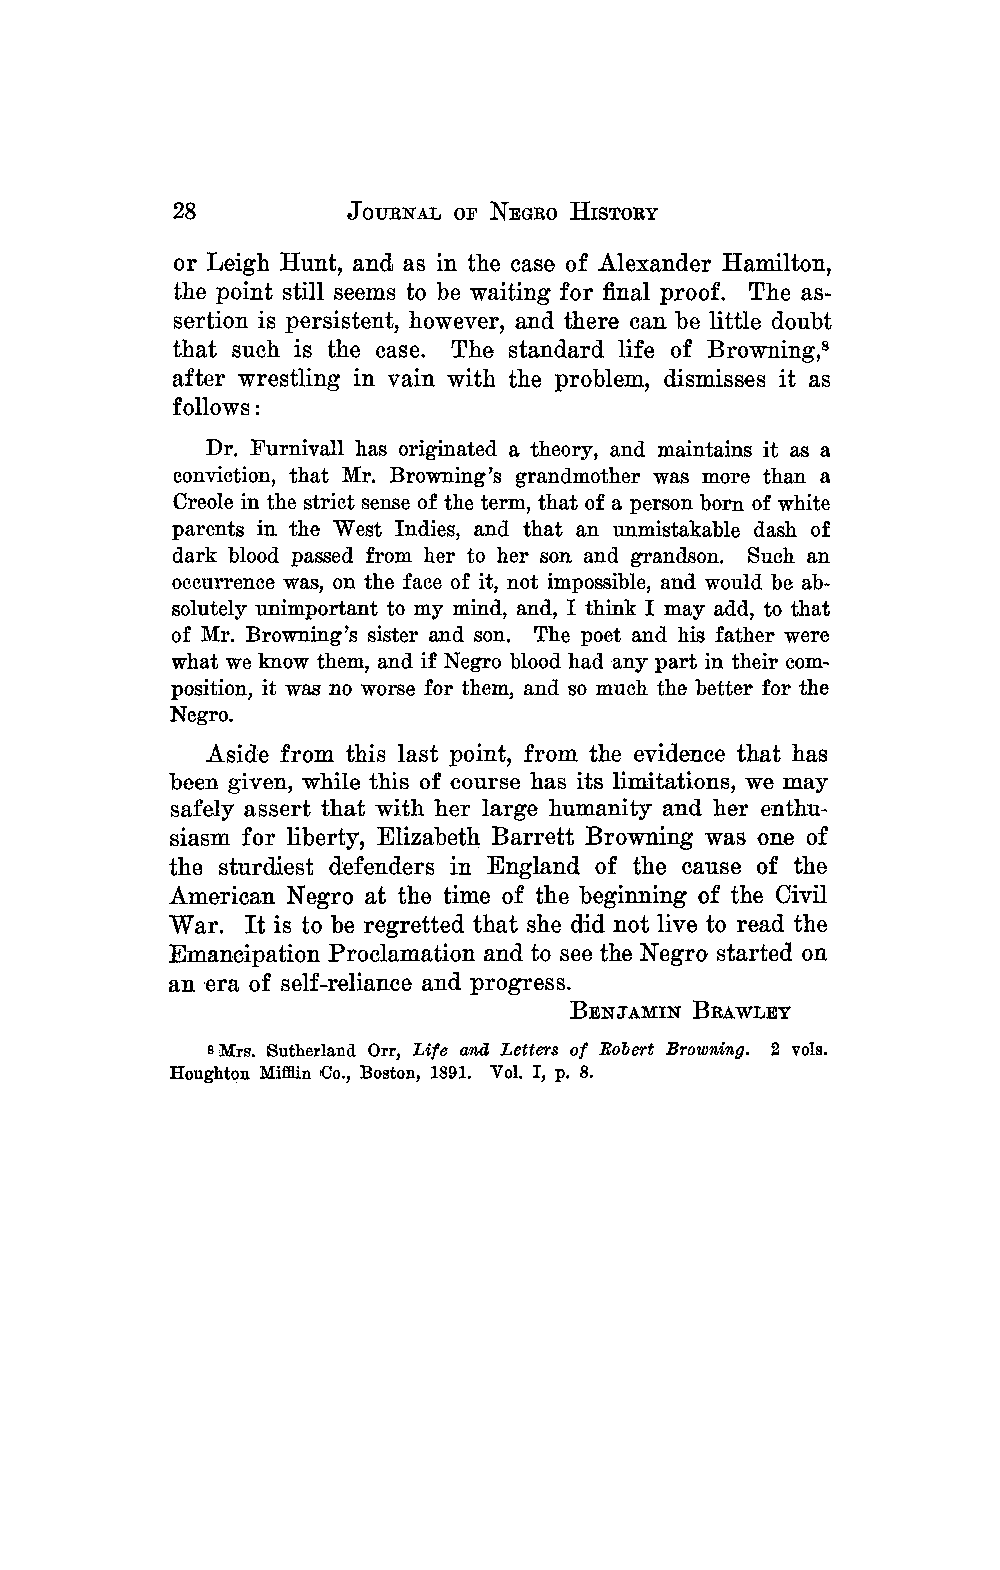 28 JOURNAL OF NEGRO HISTORY
or Leigh Hunt, and as in the case of Alexander Hamilton,
the point still seems to be waiting for final proof. The as-
sertion is persistent, however, and there can be little doubt
that such is the case. The standard life of Browning,⁸
after wrestling in vain with the problem, dismisses it as
follows:
Dr. Furnivall has originated a theory, and maintains it as a
conviction, that Mr. Browning's grandmother was more than a
Creole in the strict sense of the term, that of a person born of white
parents in the West Indies, and that an unmistakable dash of
dark blood passed from her to her son and grandson. Such an
occurrence was, on the face of it, not impossible, and would be ab-
solutely unimportant to my mind, and, I think I may add, to that
of Mr. Browning's sister and son. The poet and his father were
what we know them, and if Negro blood had any part in their com-
position, it was no worse for them, and so much the better for the
Negro.
Aside from this last point, from the evidence that has
been given, while this of course has its limitations, we may
safely assert that with her large humanity and her enthu-
siasm for liberty, Elizabeth Barrett Browning was one of
the sturdiest defenders in England of the cause of the
American Negro at the time of the beginning of the Civil
War. It is to be regretted that she did not live to read the
Emancipation Proclamation and to see the Negro started on
an era of self-reliance and progress.
BENJAMIN BRAWLEY
⁸ Mrs. Sutherland Orr, Life and Letters of Robert Browning. 2 vols.
Houghton Mifflin Co., Boston, 1891. Vol. I, p. 8.